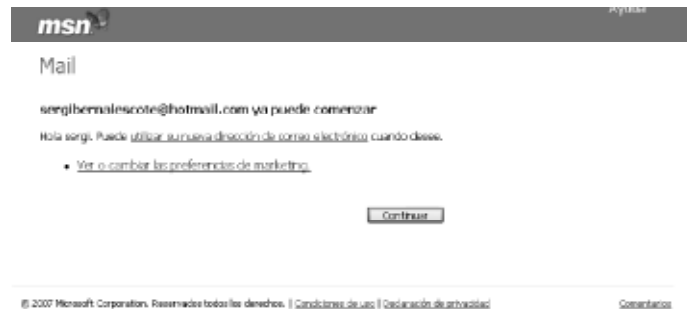 Ayuda
msn
Mail
sergibernalescote@hotmail.com ya puede comenzar
Hola sergi. Puede utilizar su nueva dirección de correo electrónico cuando desee.
• Ver o cambiar las preferencias de marketing.
Continuar
© 2007 Microsoft Corporation. Reservados todos los derechos. | Condiciones de uso | Declaración de privacidad Comentarios